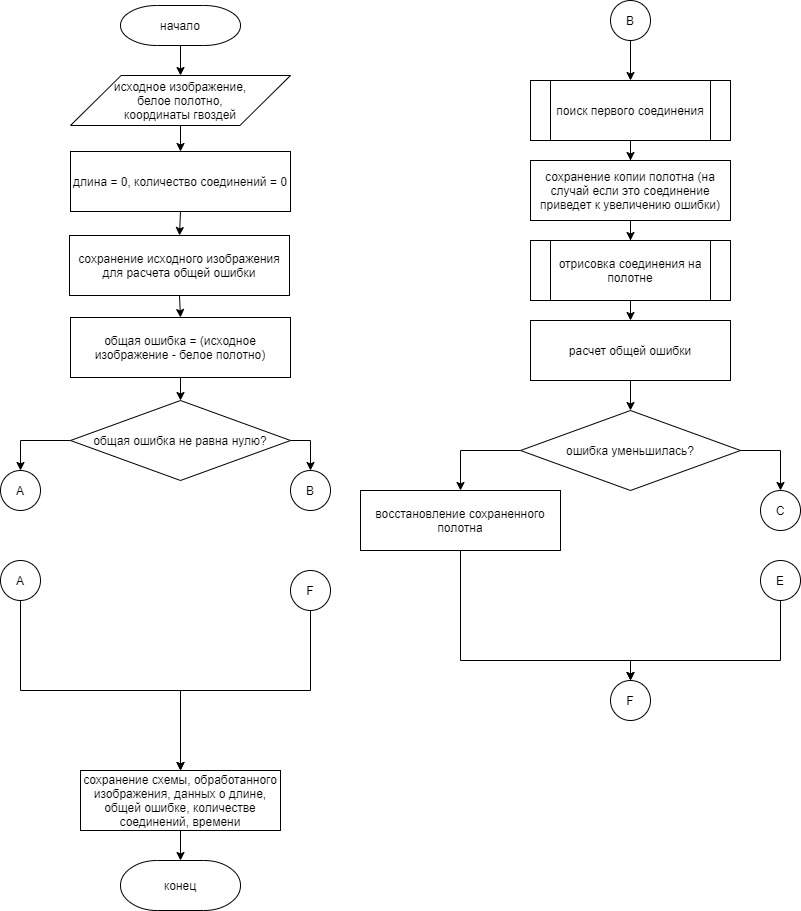 начало
исходное изображение,
белое полотно,
координаты гвоздей
длина = 0, количество соединений = 0
сохранение исходного изображения
для расчета общей ошибки
общая ошибка = (исходное
изображение - белое полотно)
общая ошибка не равна нулю?
A
B
A
F
сохранение схемы, обработанного
изображения, данных о длине,
общей ошибке, количестве
соединений, времени
конец
B
поиск первого соединения
сохранение копии полотна (на
случай если это соединение
приведет к увеличению ошибки)
отрисовка соединения на
полотне
расчет общей ошибки
ошибка уменьшилась?
восстановление сохраненного
полотна
C
E
F